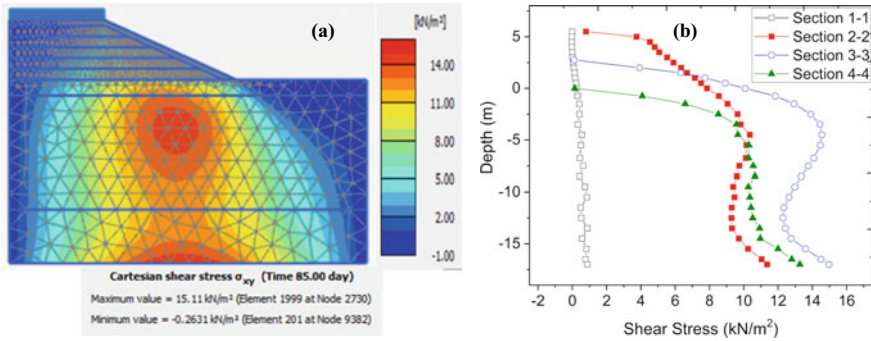 (a)
[kN/m²]
14.00
11.00
8.00
5.00
2.00
-1.00
Cartesian shear stress σxy (Time 85.00 day)
Maximum value = 15.11 kN/m² (Element 1999 at Node 2730)
Minimum value = -0.2631 kN/m² (Element 201 at Node 9382)
(b)
Section 1-1
Section 2-2
Section 3-3
Section 4-4
Depth (m)
5
0
-5
-10
-15
-2 0 2 4 6 8 10 12 14 16
Shear Stress (kN/m²)